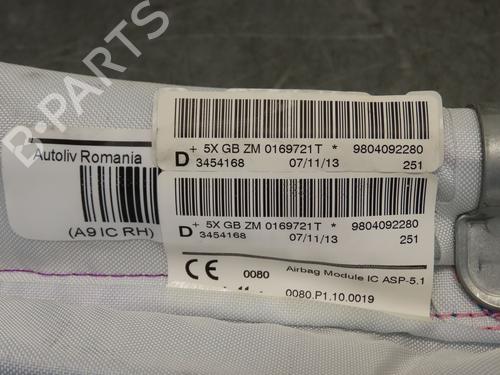 + 5X GB ZM 0169721T * 9804092280
D 3454168 07/11/13 251
Autoliv Romania
(A9 IC RH)
+ 5X GB ZM 0169721T * 9804092280
D 3454168 07/11/13 251
CE 0080 Airbag Module IC ASP-5.1
0080.P1.10.0019
B-PARTS